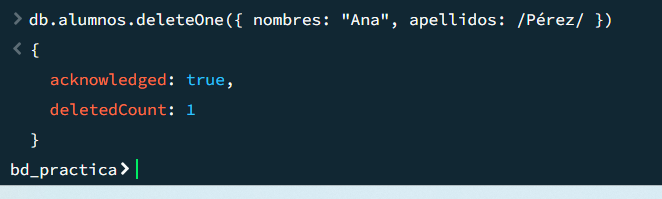 > db.alumnos.deleteOne({ nombres: "Ana", apellidos: /Pérez/ })
< {
acknowledged: true,
deletedCount: 1
}
bd_practica>